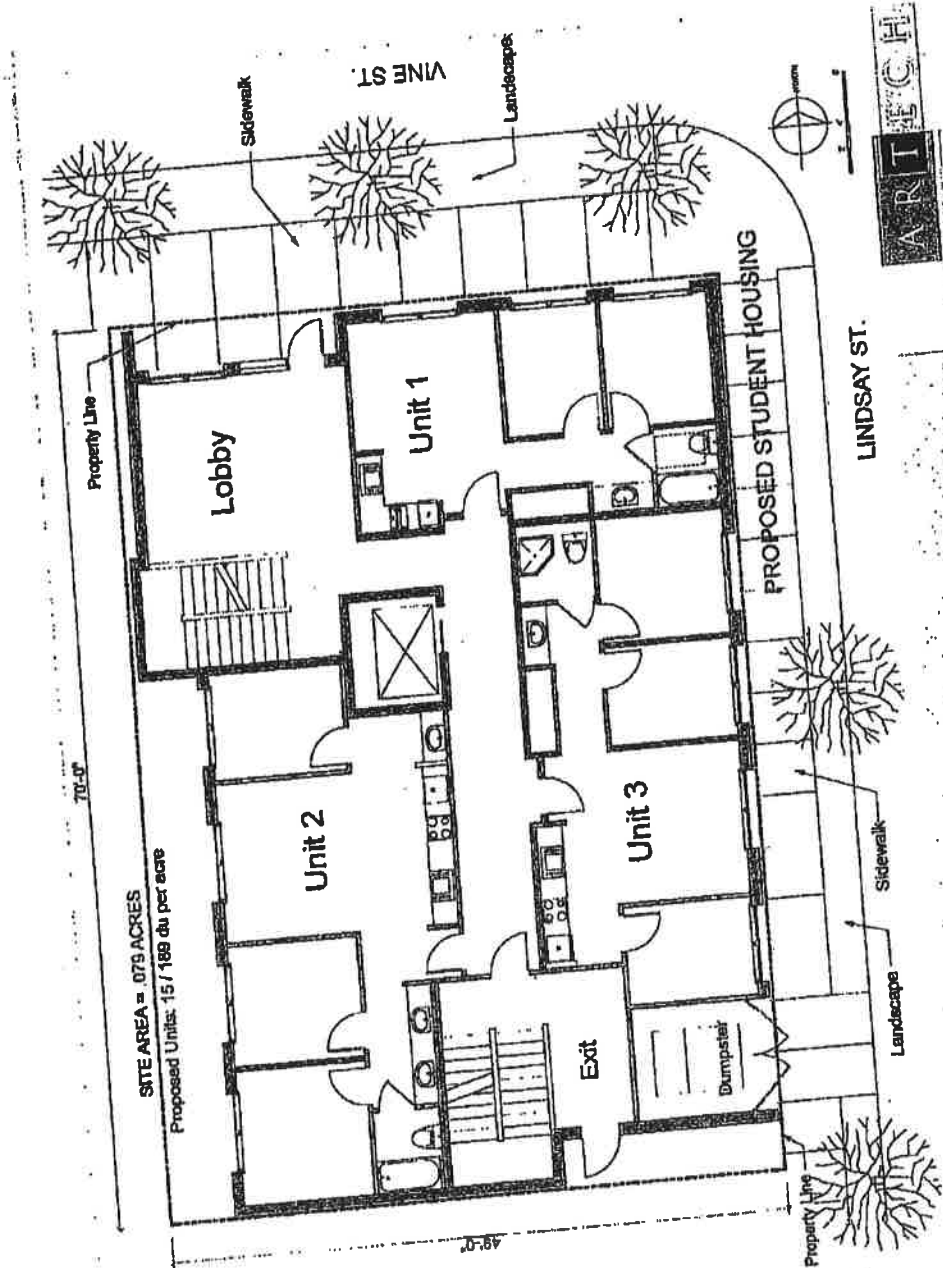 70'-0"
SITE AREA = .079 ACRES
Proposed Units: 15 / 189 du per acre
Property Line
Sidewalk
VINE ST.
Landscape
Lobby
Unit 1
Unit 2
Unit 3
Exit
Dumpster
49'-0"
Property Line
Landscape
Sidewalk
PROPOSED STUDENT HOUSING
LINDSAY ST.
ARTECH